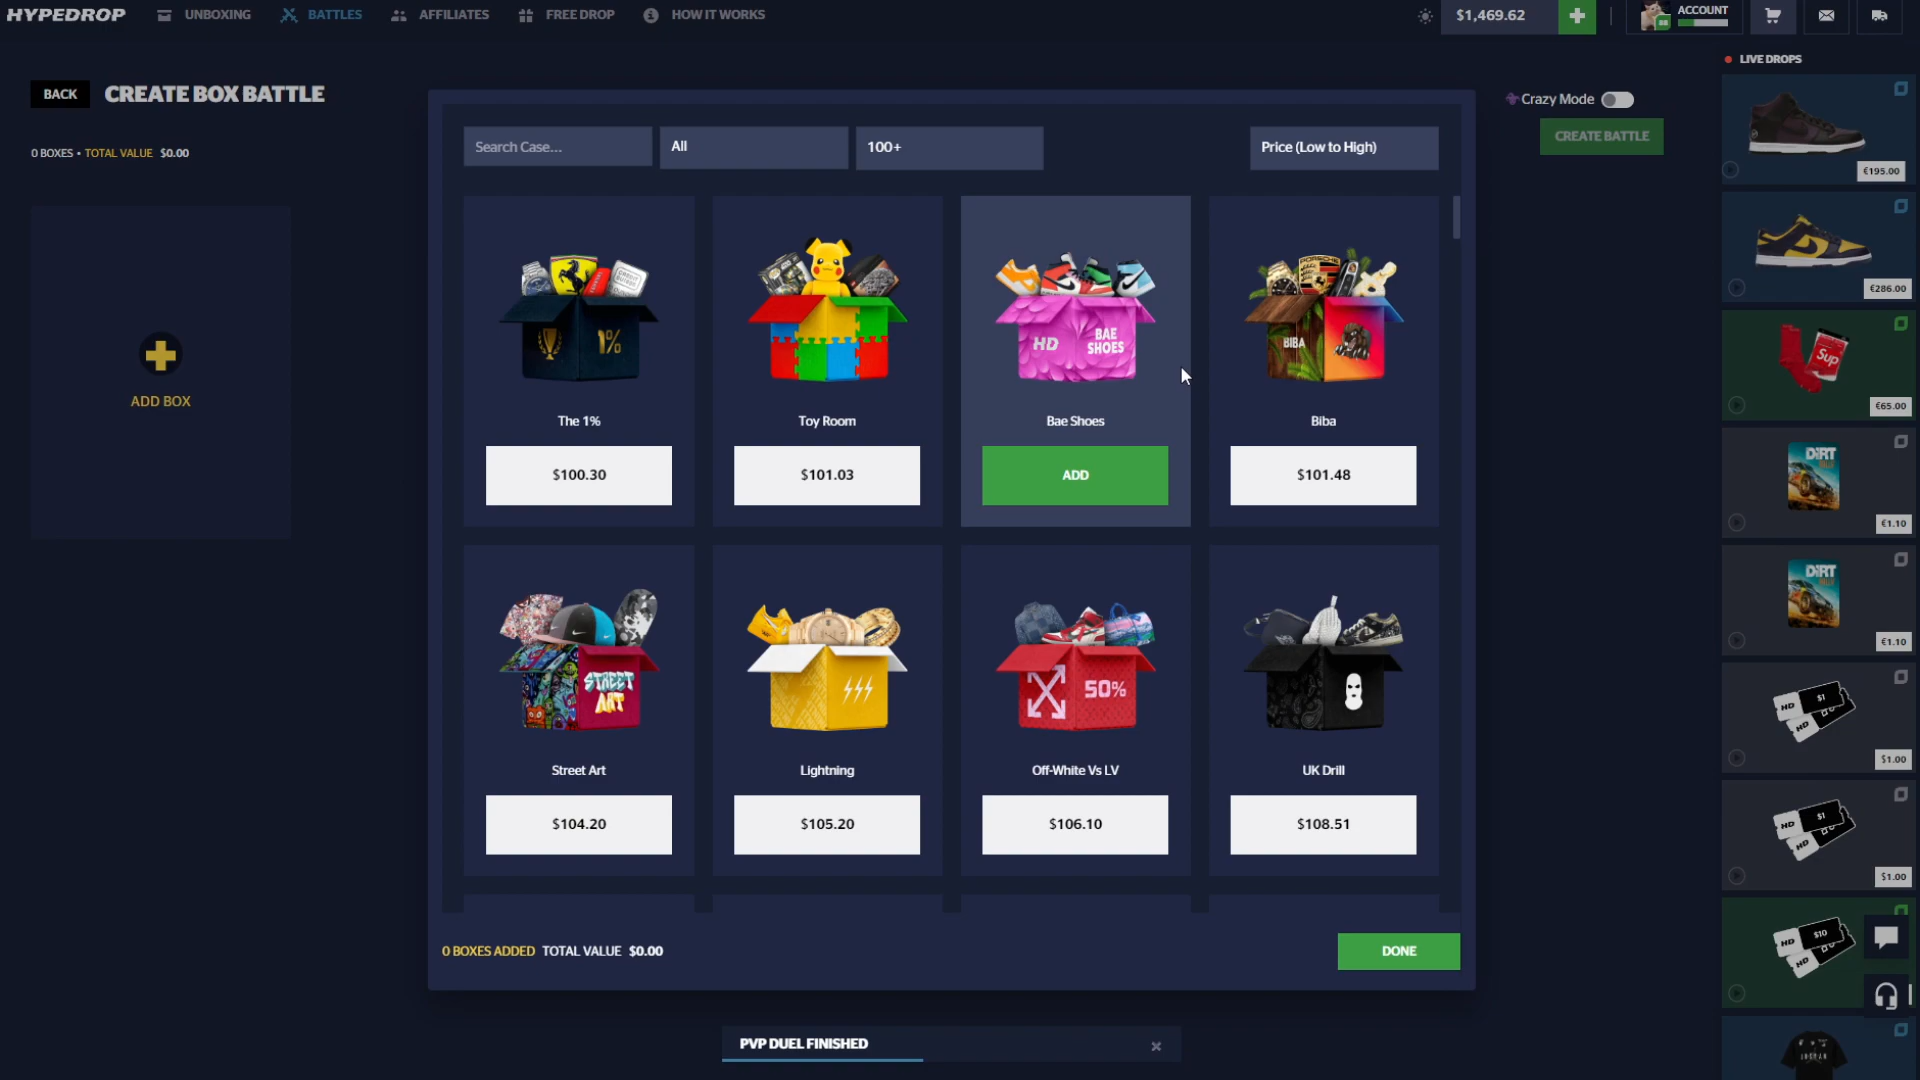 HYPEDROP
UNBOXING
BATTLES
AFFILIATES
FREE DROP
HOW IT WORKS
$1,469.62
ACCOUNT
LIVE DROPS
BACK
CREATE BOX BATTLE
0 BOXES • TOTAL VALUE $0.00
ADD BOX
Crazy Mode
CREATE BATTLE
Search Case...
All
100+
Price (Low to High)
1%
The 1%
$100.30
Toy Room
$101.03
HD
BAE
SHOES
Bae Shoes
ADD
PORSCHE
BIBA
Biba
$101.48
STREET
ART
Street Art
$104.20
Lightning
$105.20
50%
Off-White Vs LV
$106.10
UK Drill
$108.51
0 BOXES ADDED TOTAL VALUE $0.00
DONE
PVP DUEL FINISHED
€195.00
€286.00
Sup
€65.00
DiRT
€1.10
DiRT
€1.10
HD $1
HD
$1.00
HD $1
HD
$1.00
HD $10
HD